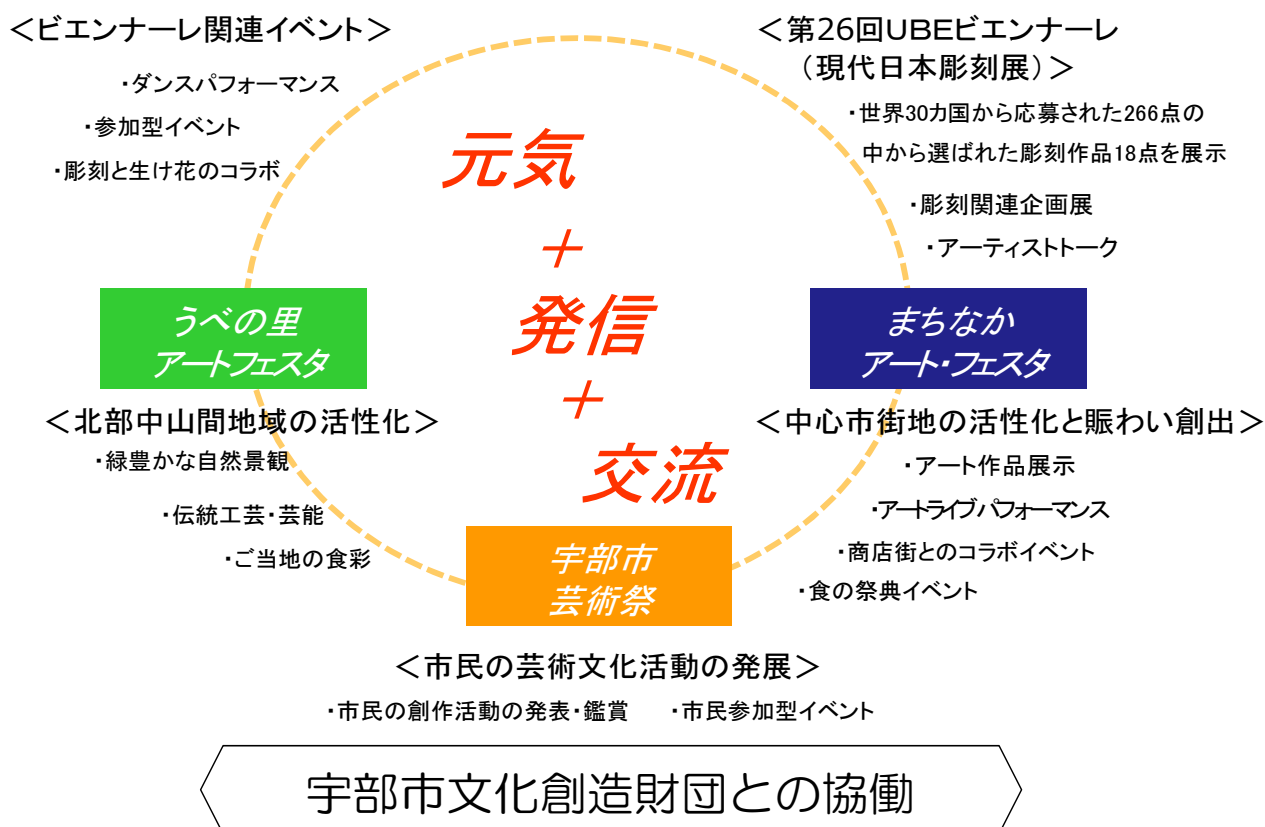 ＜ビエンナーレ関連イベント＞
・ダンスパフォーマンス
・参加型イベント
・彫刻と生け花のコラボ
＜第26回UBEビエンナーレ
（現代日本彫刻展）＞
・世界30カ国から応募された266点の
中から選ばれた彫刻作品18点を展示
・彫刻関連企画展
・アーティストトーク
元気
＋
発信
＋
交流
うべの里
アートフェスタ
＜北部中山間地域の活性化＞
・緑豊かな自然景観
・伝統工芸・芸能
・ご当地の食彩
まちなか
アート・フェスタ
＜中心市街地の活性化と賑わい創出＞
・アート作品展示
・アートライブパフォーマンス
・商店街とのコラボイベント
・食の祭典イベント
宇部市
芸術祭
＜市民の芸術文化活動の発展＞
・市民の創作活動の発表・鑑賞　・市民参加型イベント
宇部市文化創造財団との協働